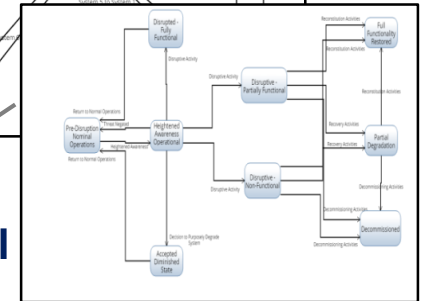 Disrupted -
Fully
Functional
Disruptive Activity
Return to Normal Operations
Threat Negated
Pre-Disruption
Nominal
Operations
Heightened Awareness
Return to Normal Operations
Heightened
Awareness
Operational
Disruptive Activity
Disruptive Activity
Decision to Purposely Degrade
System
Accepted
Diminished
State
Disruptive -
Partially Functional
Disruptive -
Non-Functional
Reconstitution Activities
Reconstitution Activities
Full
Functionality
Restored
Reconstitution Activities
Recovery Activities
Recovery Activities
Partial
Degradation
Decommissioning Activities
Decommissioning Activities
Decommissioning Activities
Decommissioned